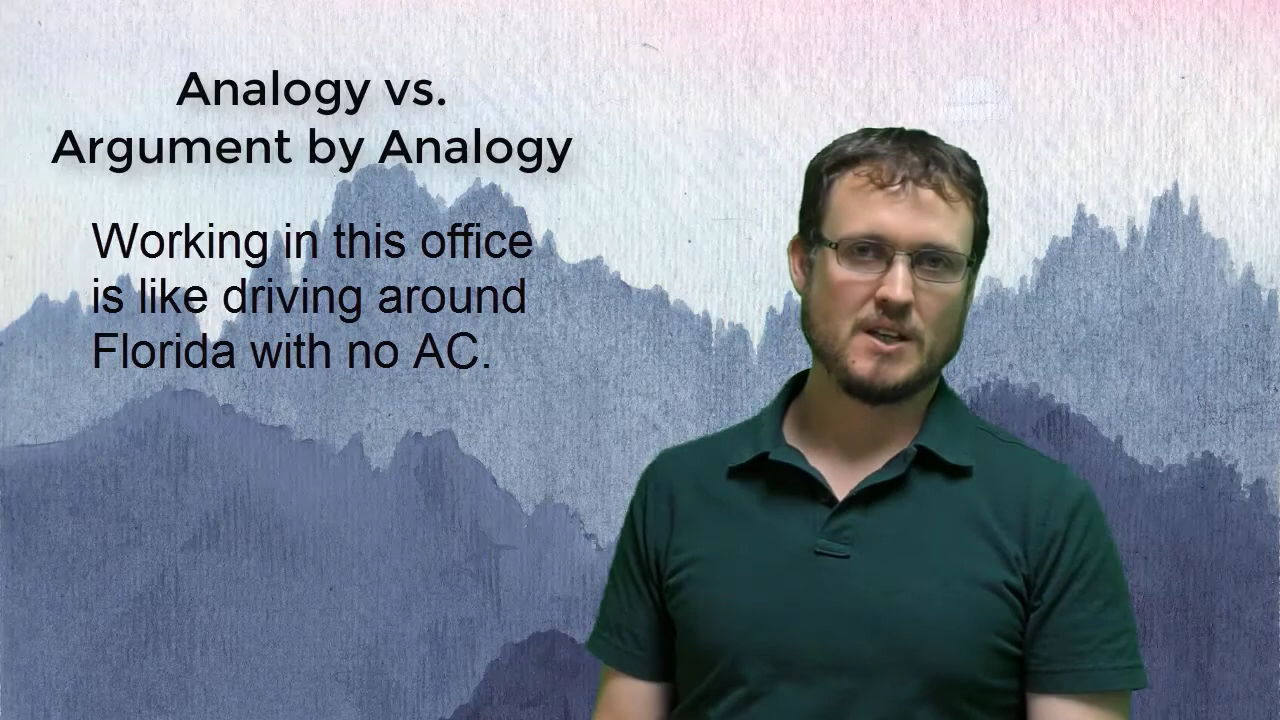 Analogy vs.
Argument by Analogy
Working in this office
is like driving around
Florida with no AC.